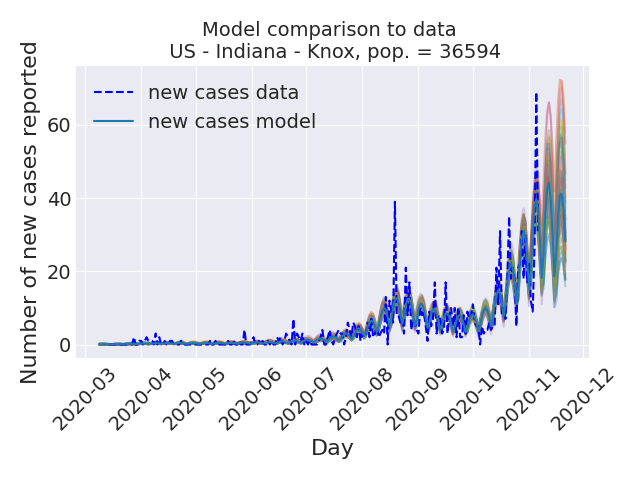 Model comparison to data
US - Indiana - Knox, pop. = 36594
Number of new cases reported
new cases data
new cases model
60
40
20
0
2020-03
2020-04
2020-05
2020-06
2020-07
2020-08
2020-09
2020-10
2020-11
2020-12
Day